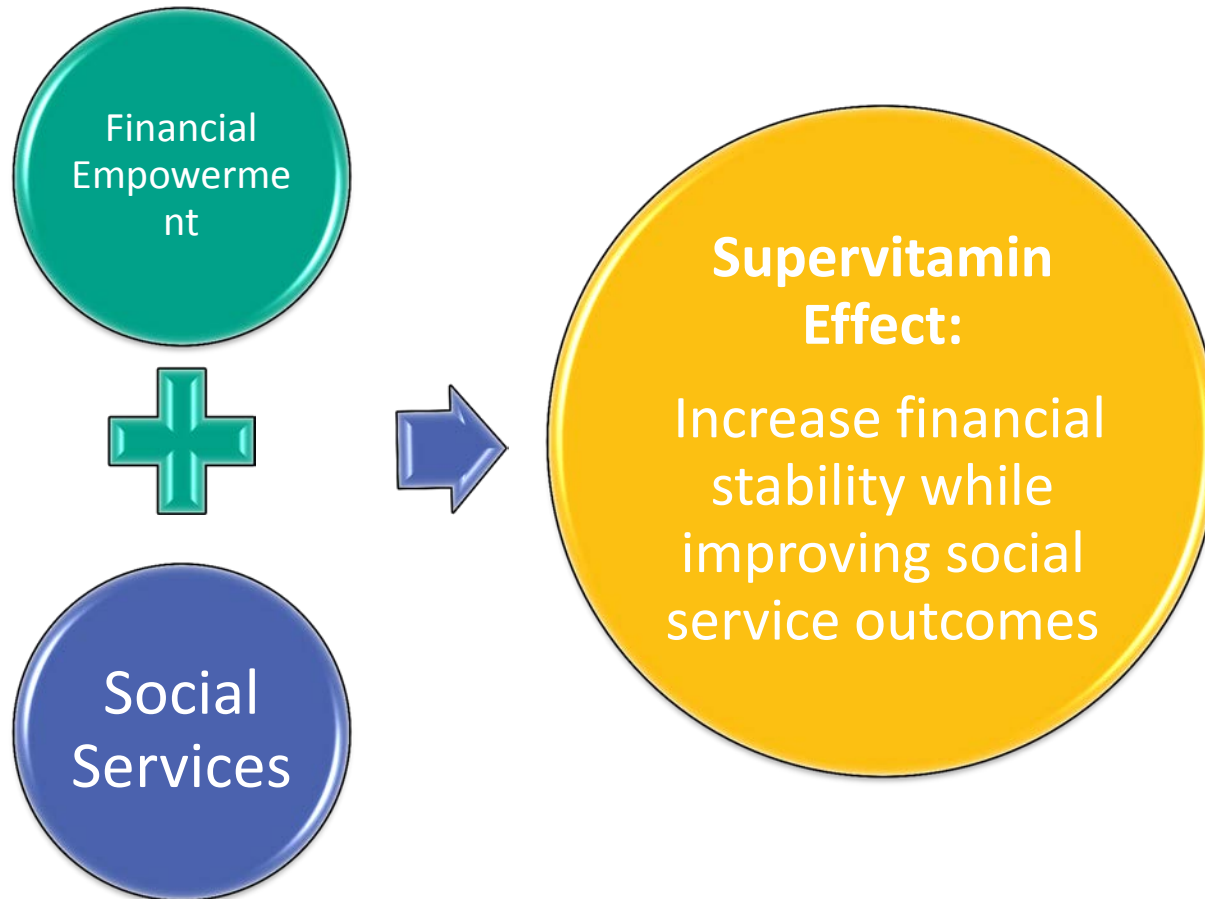 Financial
Empowerme
nt
Social
Services
Supervitamin
Effect:
Increase financial
stability while
improving social
service outcomes